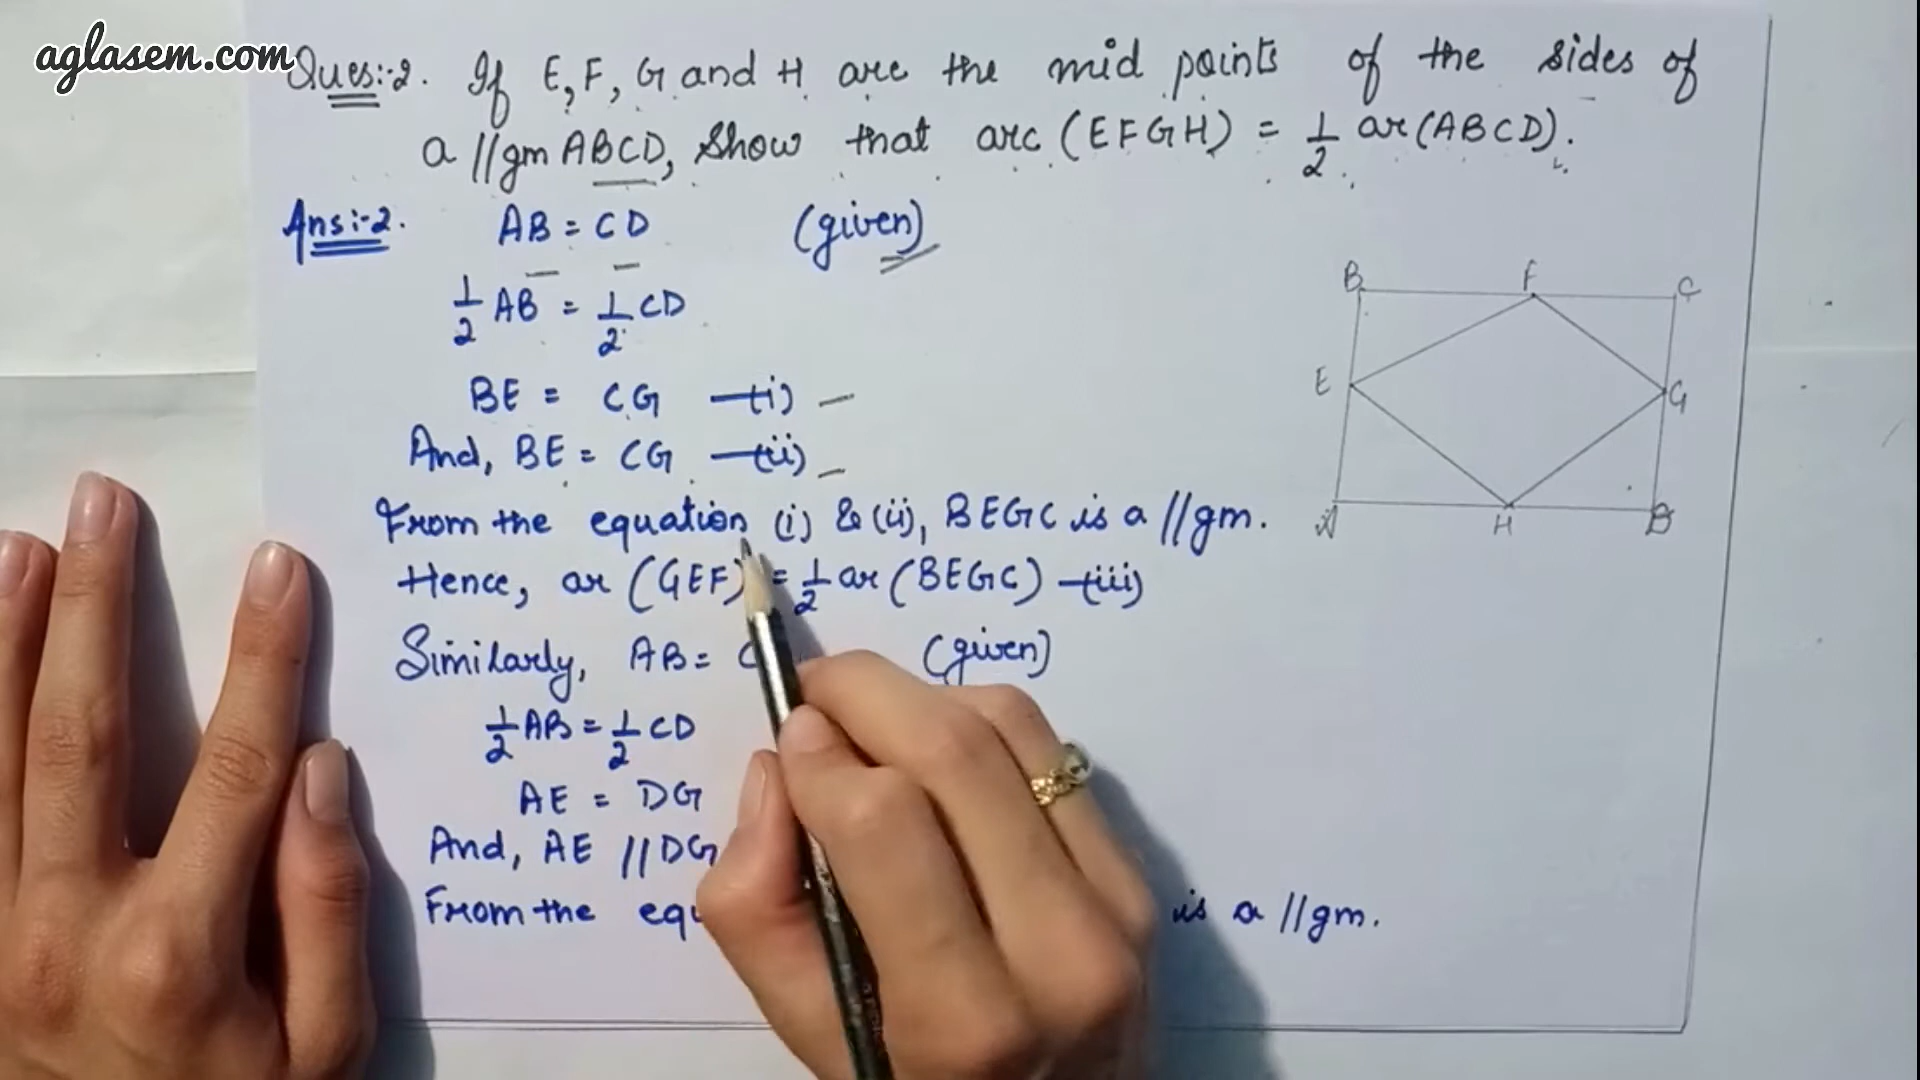 aglasem.com
Ques:-2. If E, F, G and H are the mid points of the sides of
a //gm ABCD, Show that ar (EFGH) = 1/2 ar (ABCD).
Ans:-2. AB = CD (given)
1/2 AB = 1/2 CD
BE = CG —(i)
And, BE = CG —(ii)
From the equation (i) & (ii), BEGC is a //gm.
Hence, ar (GEF) = 1/2 ar (BEGC) —(iii)
Similarly, AB = (given)
1/2 AB = 1/2 CD
AE = DG
And, AE // DG
From the is a //gm.
B F C
E G
A H D